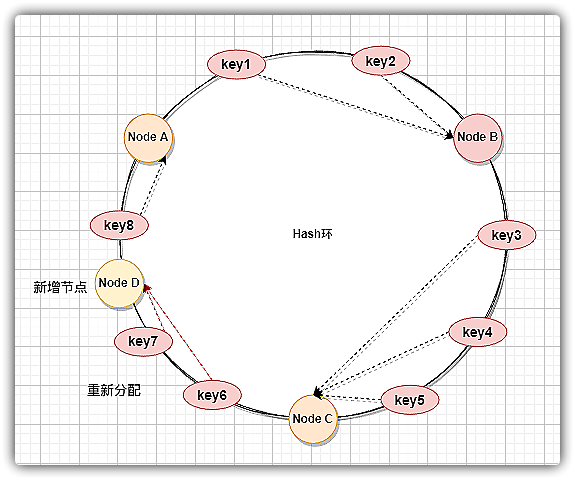 key1
key2
Node A
Node B
key8
Hash环
key3
新增节点
Node D
key7
key4
重新分配
key6
key5
Node C